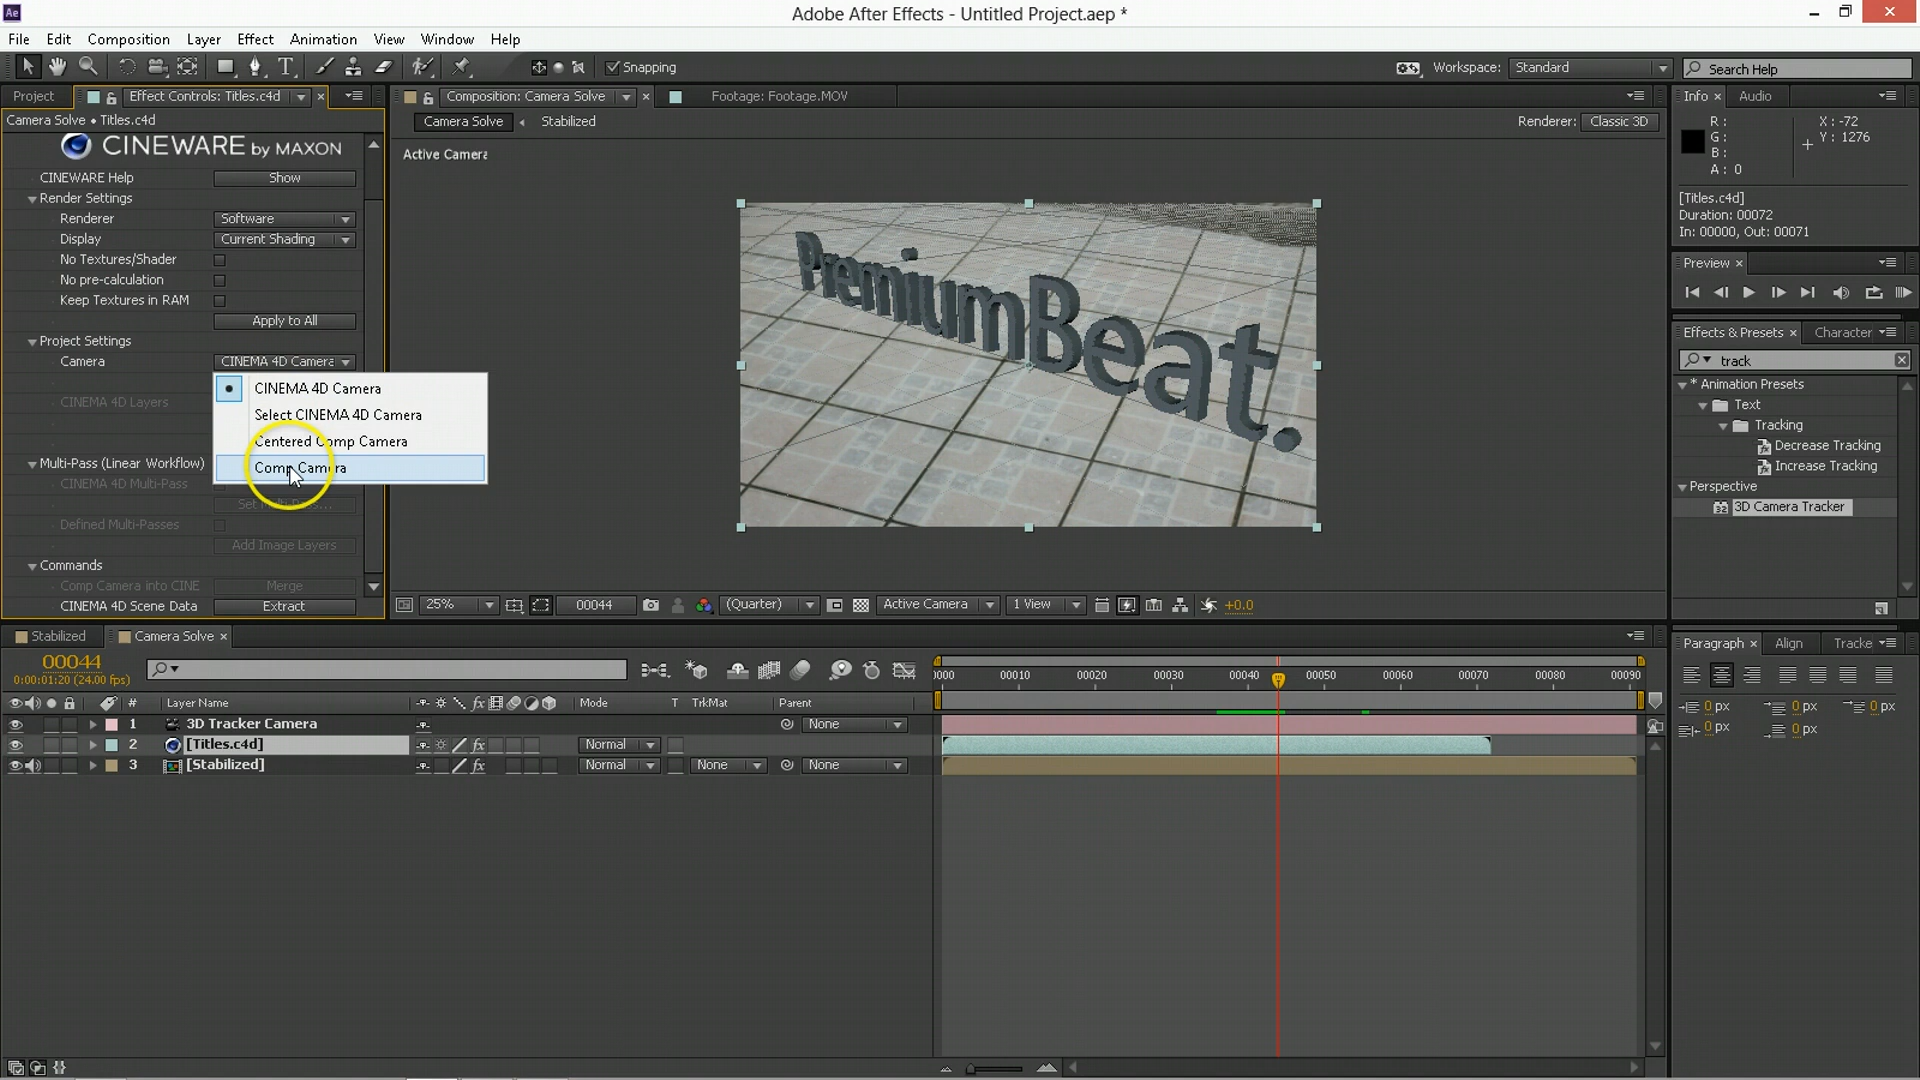 Ae
Adobe After Effects - Untitled Project.aep *
File Edit Composition Layer Effect Animation View Window Help
Snapping
Workspace: Standard
Search Help
Project
Effect Controls: Titles.c4d
Camera Solve • Titles.c4d
CINEWARE by MAXON
CINEWARE Help Show
Render Settings
Renderer Software
Display Current Shading
No Textures/Shader
No pre-calculation
Keep Textures in RAM
Apply to All
Project Settings
Camera CINEMA 4D Camera
CINEMA 4D Camera
Select CINEMA 4D Camera
Centered Comp Camera
Comp Camera
CINEMA 4D Layers
Multi-Pass (Linear Workflow)
CINEMA 4D Multi-Pass
Set Multi-Pass...
Defined Multi-Passes
Add Image Layers
Commands
Comp Camera into CINE Merge
CINEMA 4D Scene Data Extract
Composition: Camera Solve
Footage: Footage.MOV
Camera Solve Stabilized
Renderer: Classic 3D
Active Camera
PremiumBeat.
25% 00044 (Quarter) Active Camera 1 View +0.0
Info Audio
R : X : -72
G : Y : 1276
B :
A : 0
[Titles.c4d]
Duration: 00072
In: 00000, Out: 00071
Preview
Effects & Presets Character
track
* Animation Presets
Text
Tracking
Decrease Tracking
Increase Tracking
Perspective
32 3D Camera Tracker
Paragraph Align Tracke
0 px 0 px 0 px
0 px 0 px
Stabilized Camera Solve
00044
0:00:01:20 (24.00 fps)
0000 00010 00020 00030 00040 00050 00060 00070 00080 00090
# Layer Name fx Mode T TrkMat Parent
1 3D Tracker Camera None
2 [Titles.c4d] fx Normal
3 [Stabilized] fx Normal None None